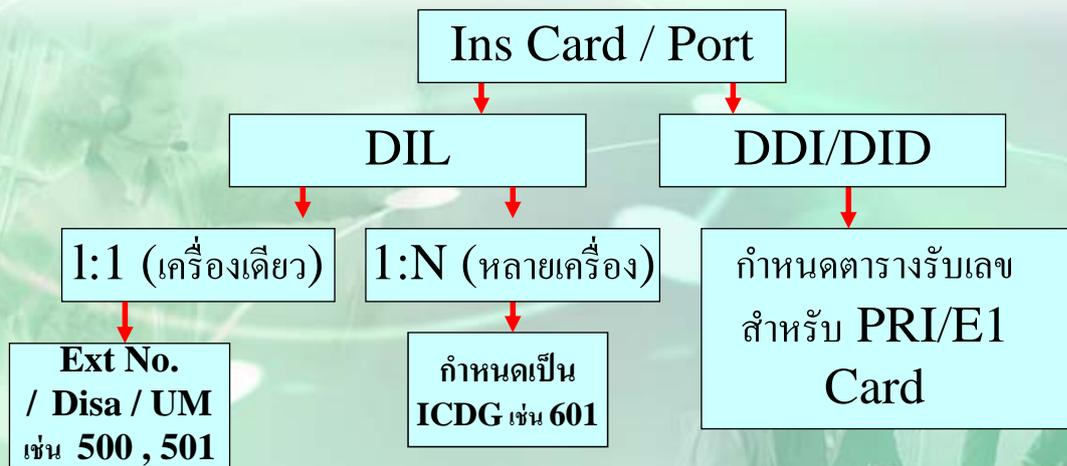 Ins Card / Port
DIL
DDI/DID
1:1 (เครื่องเดียว)
1:N (หลายเครื่อง)
กำหนดตารางรับเลข
สำหรับ PRI/E1
Card
Ext No.
/ Disa / UM
เช่น 500 , 501
กำหนดเป็น
ICDG เช่น 601